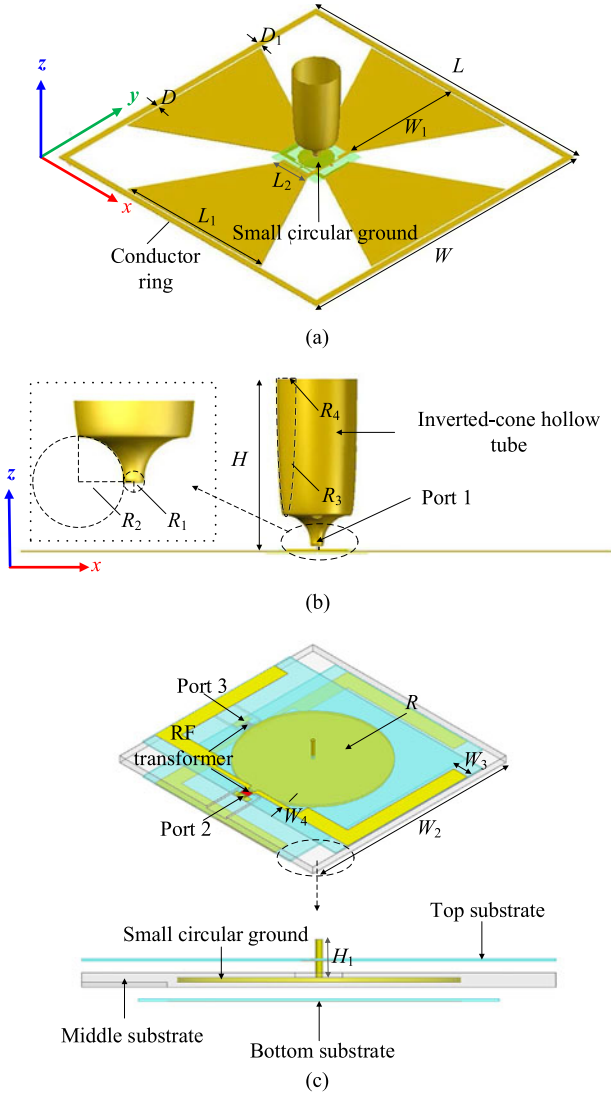 D₁
L
z
y
D
W₁
L₂
x
L₁
Small circular ground
W
Conductor
ring
(a)
R₄
Inverted-cone hollow
tube
H
z
R₃
Port 1
R₂
R₁
x
(b)
Port 3
R
RF
transformer
W₃
Port 2
W₄
W₂
Top substrate
Small circular ground
H₁
Middle substrate
Bottom substrate
(c)